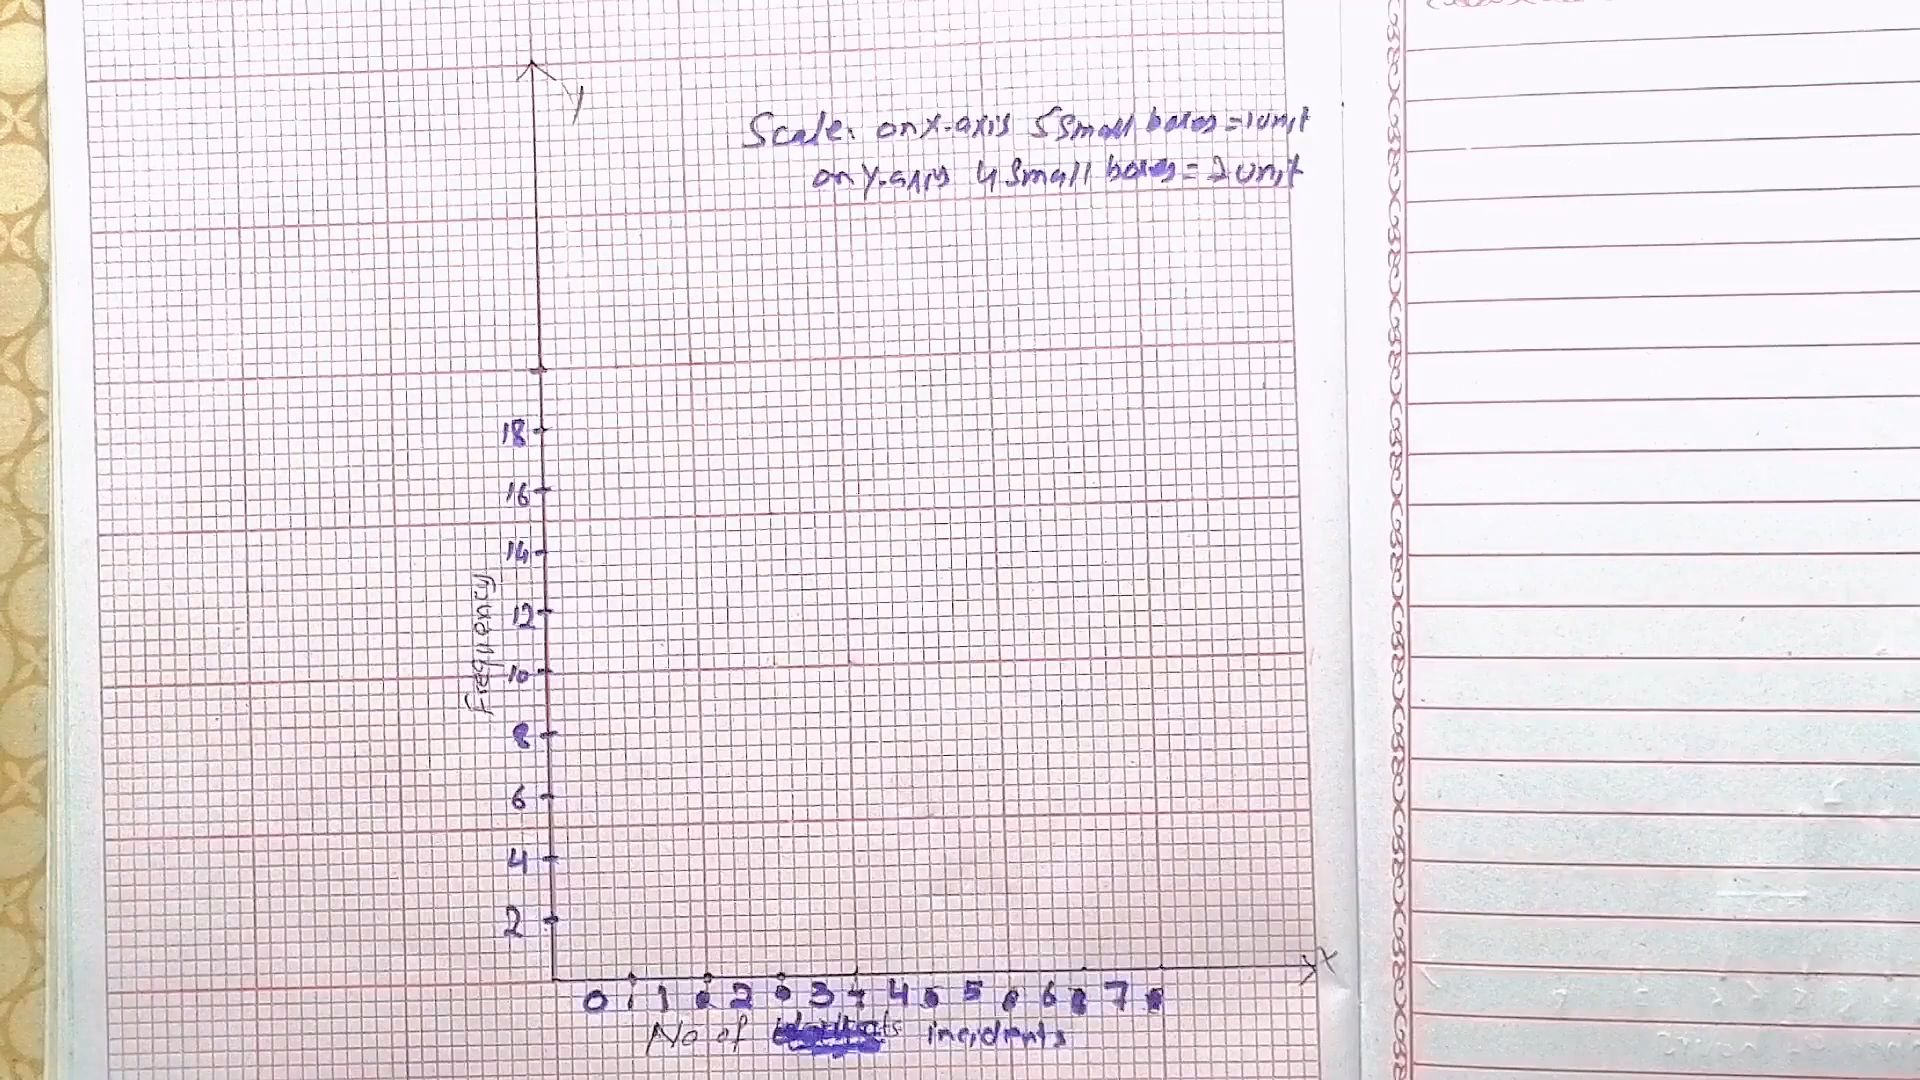 Y
Scale: on x-axis 5 small boxes = 1 unit
on y-axis 4 small boxes = 2 unit
18
16
14
12
10
8
6
4
2
Frequency
X
0 1 2 3 4 5 6 7
No of incidents